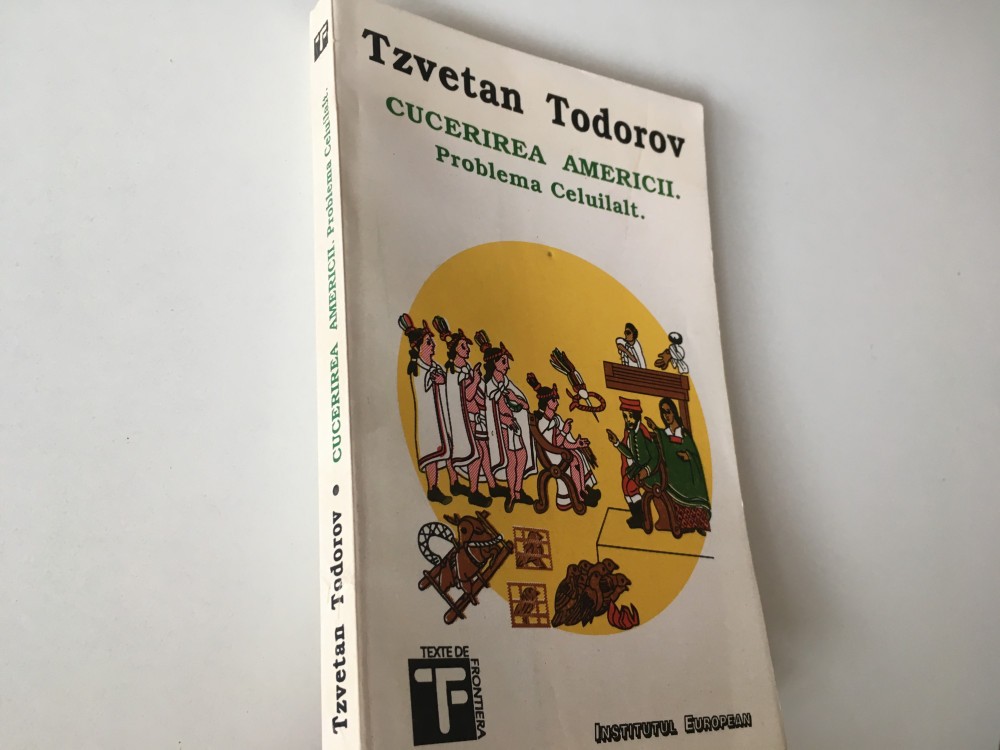 Tzvetan Todorov
CUCERIREA AMERICII.
Problema Celuilalt.
TEXTE DE
FRONTIERA
INSTITUTUL EUROPEAN
Tzvetan Todorov • CUCERIREA AMERICII. Problema Celuilalt.